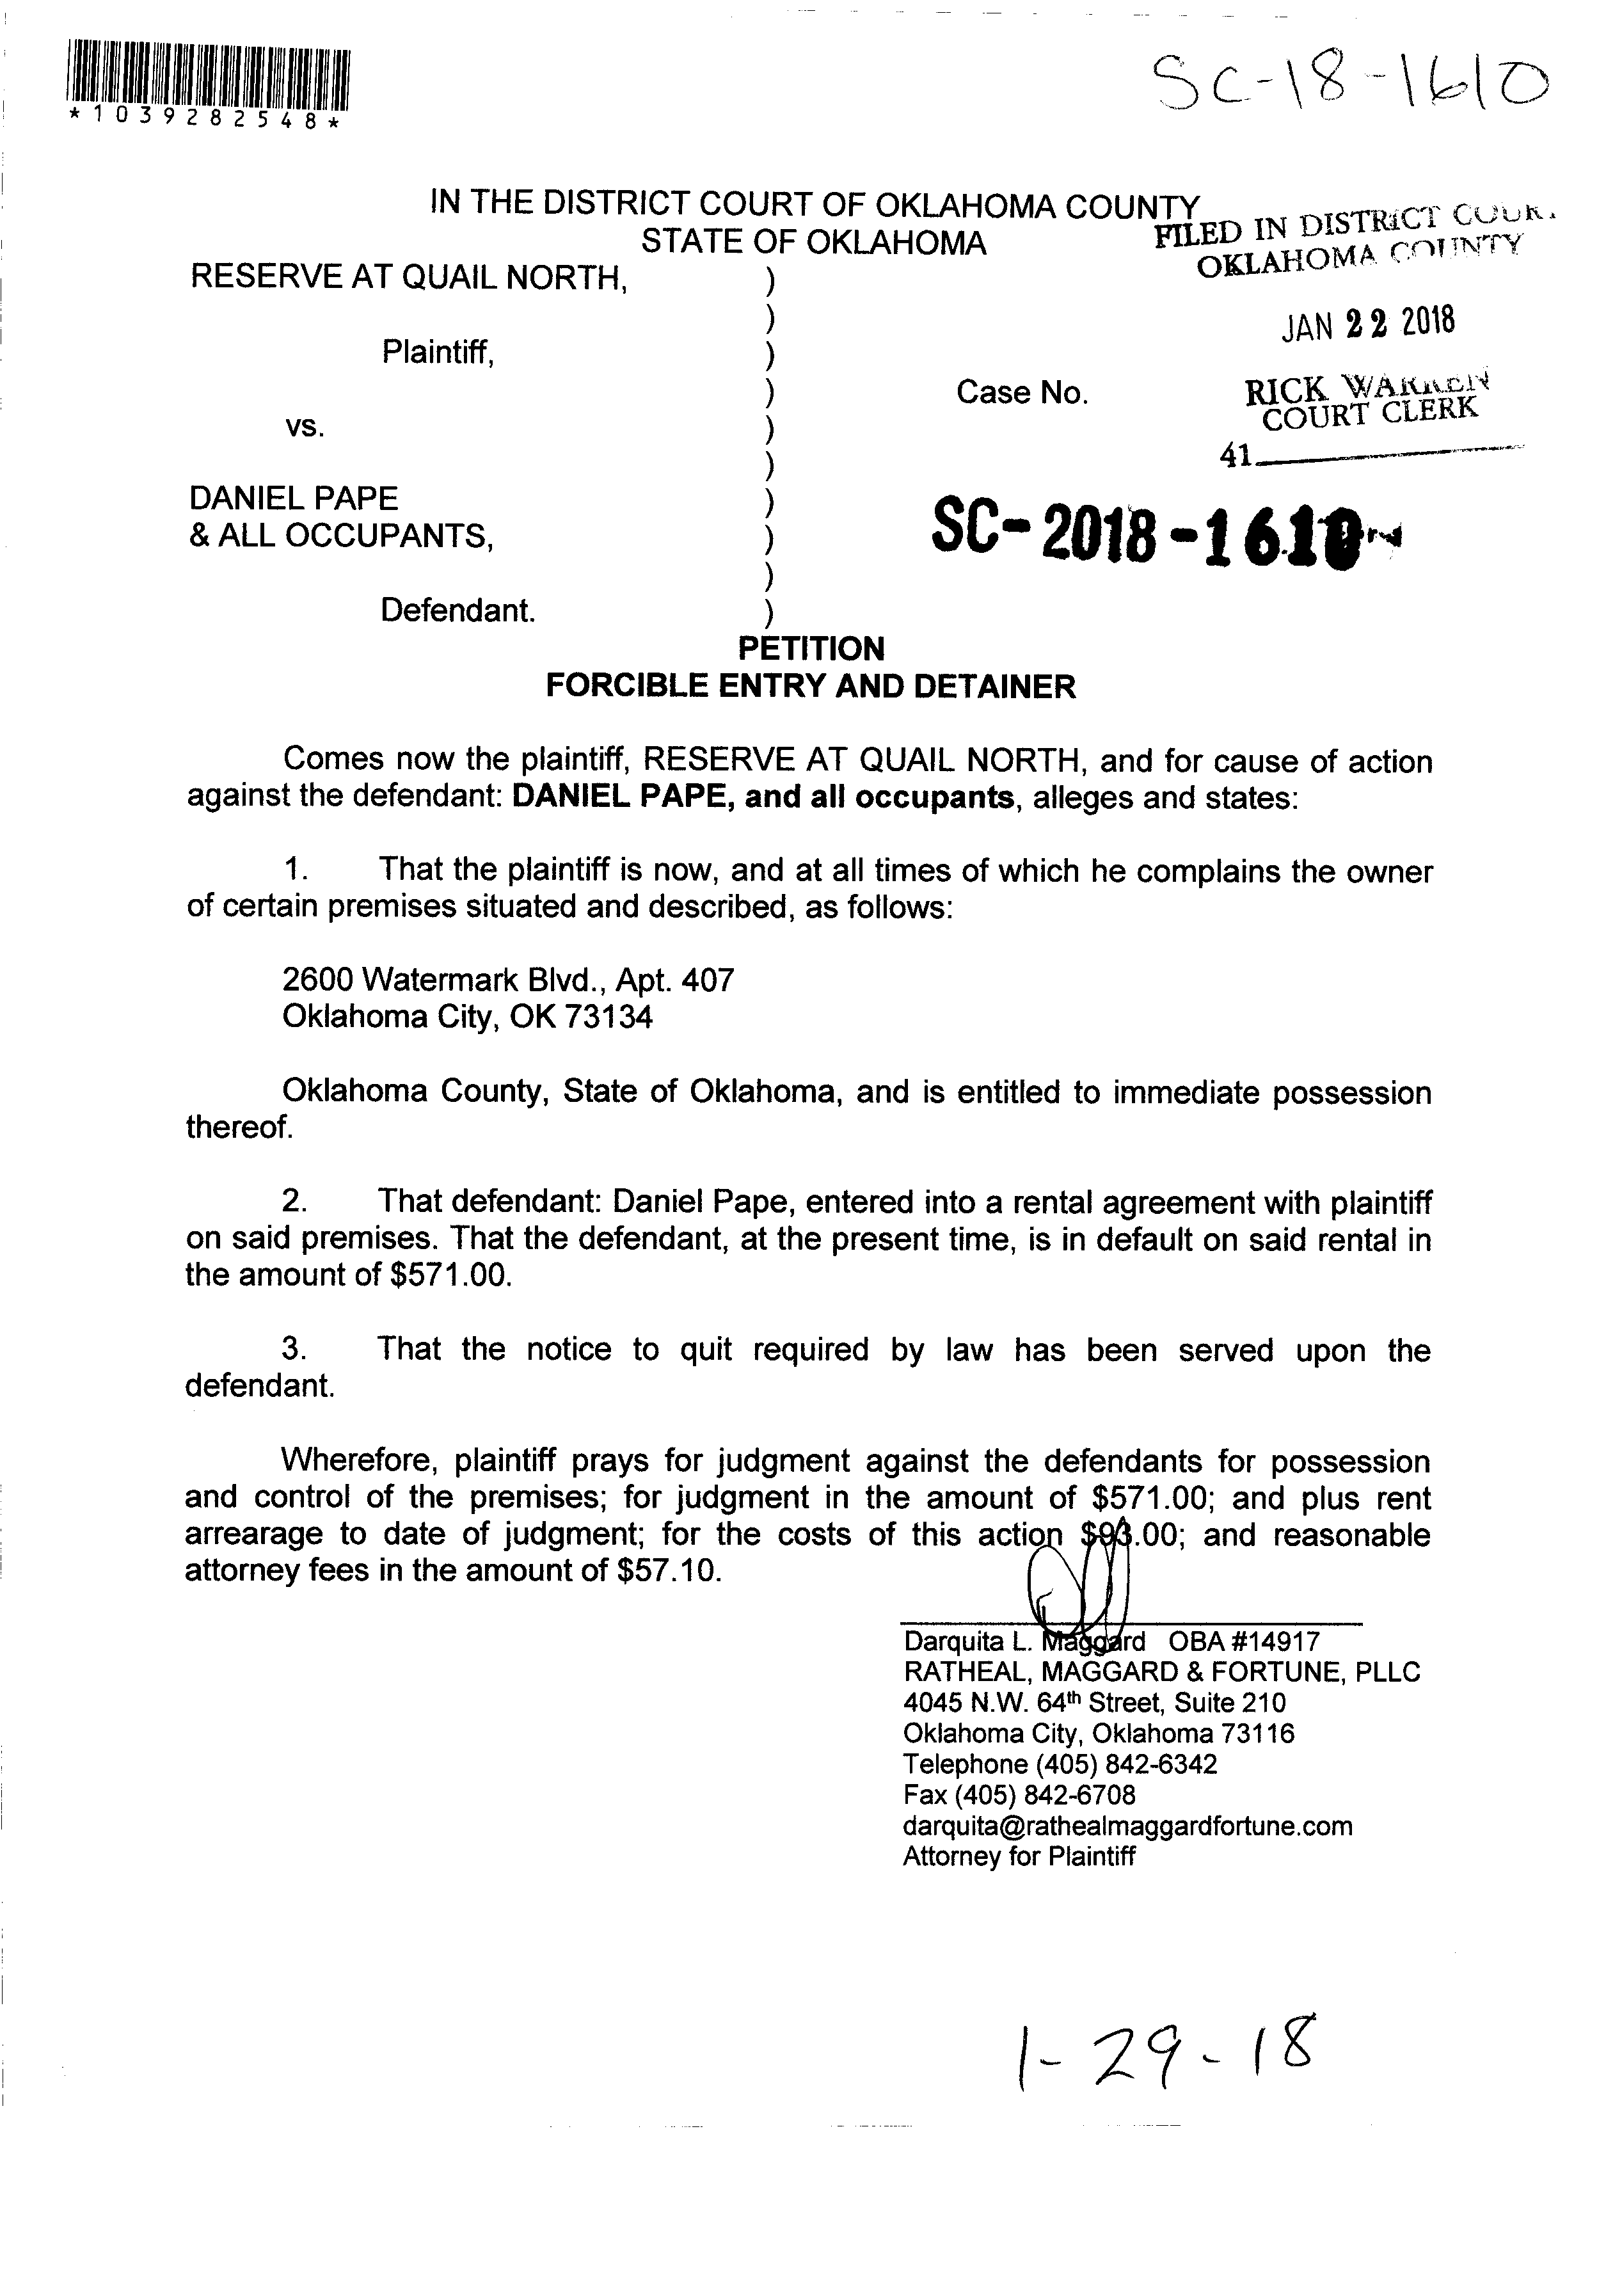 *1039282548*
SC-18-1610
IN THE DISTRICT COURT OF OKLAHOMA COUNTY
STATE OF OKLAHOMA
FILED IN DISTRICT COUR.
OKLAHOMA COUNTY
JAN 22 2018
RICK WARREN
COURT CLERK
41
RESERVE AT QUAIL NORTH, )
)
Plaintiff, )
) Case No.
vs. )
)
DANIEL PAPE )
& ALL OCCUPANTS, ) SC-2018-1610
)
Defendant. )
PETITION
FORCIBLE ENTRY AND DETAINER
Comes now the plaintiff, RESERVE AT QUAIL NORTH, and for cause of action
against the defendant: DANIEL PAPE, and all occupants, alleges and states:
1. That the plaintiff is now, and at all times of which he complains the owner
of certain premises situated and described, as follows:
2600 Watermark Blvd., Apt. 407
Oklahoma City, OK 73134
Oklahoma County, State of Oklahoma, and is entitled to immediate possession
thereof.
2. That defendant: Daniel Pape, entered into a rental agreement with plaintiff
on said premises. That the defendant, at the present time, is in default on said rental in
the amount of $571.00.
3. That the notice to quit required by law has been served upon the
defendant.
Wherefore, plaintiff prays for judgment against the defendants for possession
and control of the premises; for judgment in the amount of $571.00; and plus rent
arrearage to date of judgment; for the costs of this action $93.00; and reasonable
attorney fees in the amount of $57.10.
Darquita L. Maggard OBA #14917
RATHEAL, MAGGARD & FORTUNE, PLLC
4045 N.W. 64th Street, Suite 210
Oklahoma City, Oklahoma 73116
Telephone (405) 842-6342
Fax (405) 842-6708
darquita@rathealmaggardfortune.com
Attorney for Plaintiff
1-29-18